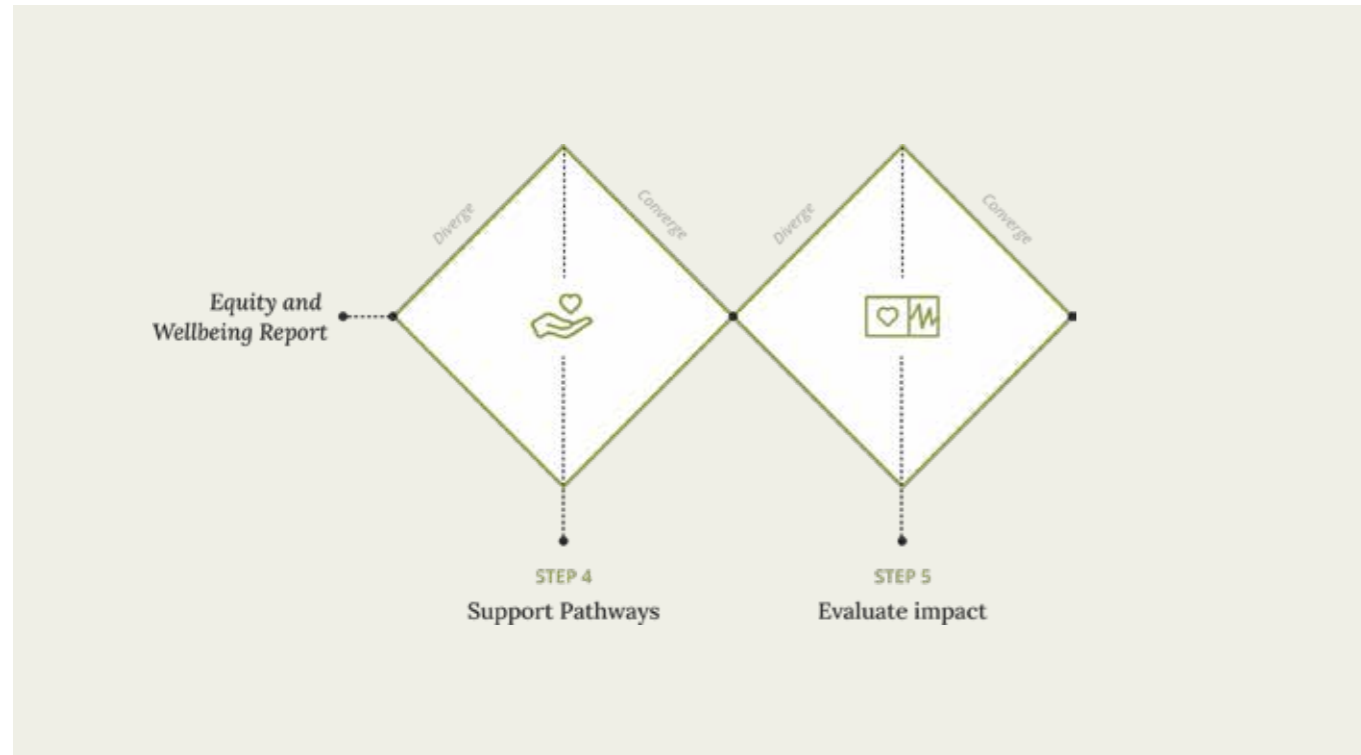 Diverge
Converge
Diverge
Converge
Equity and
Wellbeing Report
STEP 4
Support Pathways
STEP 5
Evaluate impact